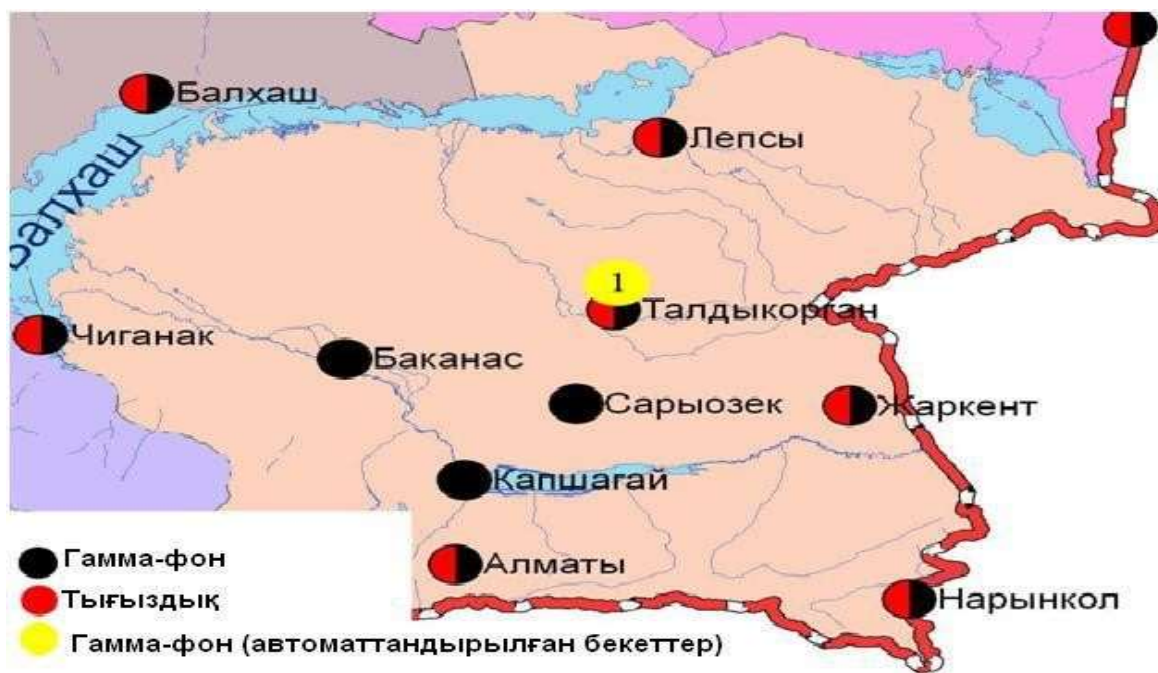 Балхаш
Балхаш
Лепсы
1
Талдыкорган
Чиганак
Баканас
Сарыозек
Жаркент
Капшагай
Алматы
Нарынкол
Гамма-фон
Тығыздық
Гамма-фон (автоматтандырылған бекеттер)